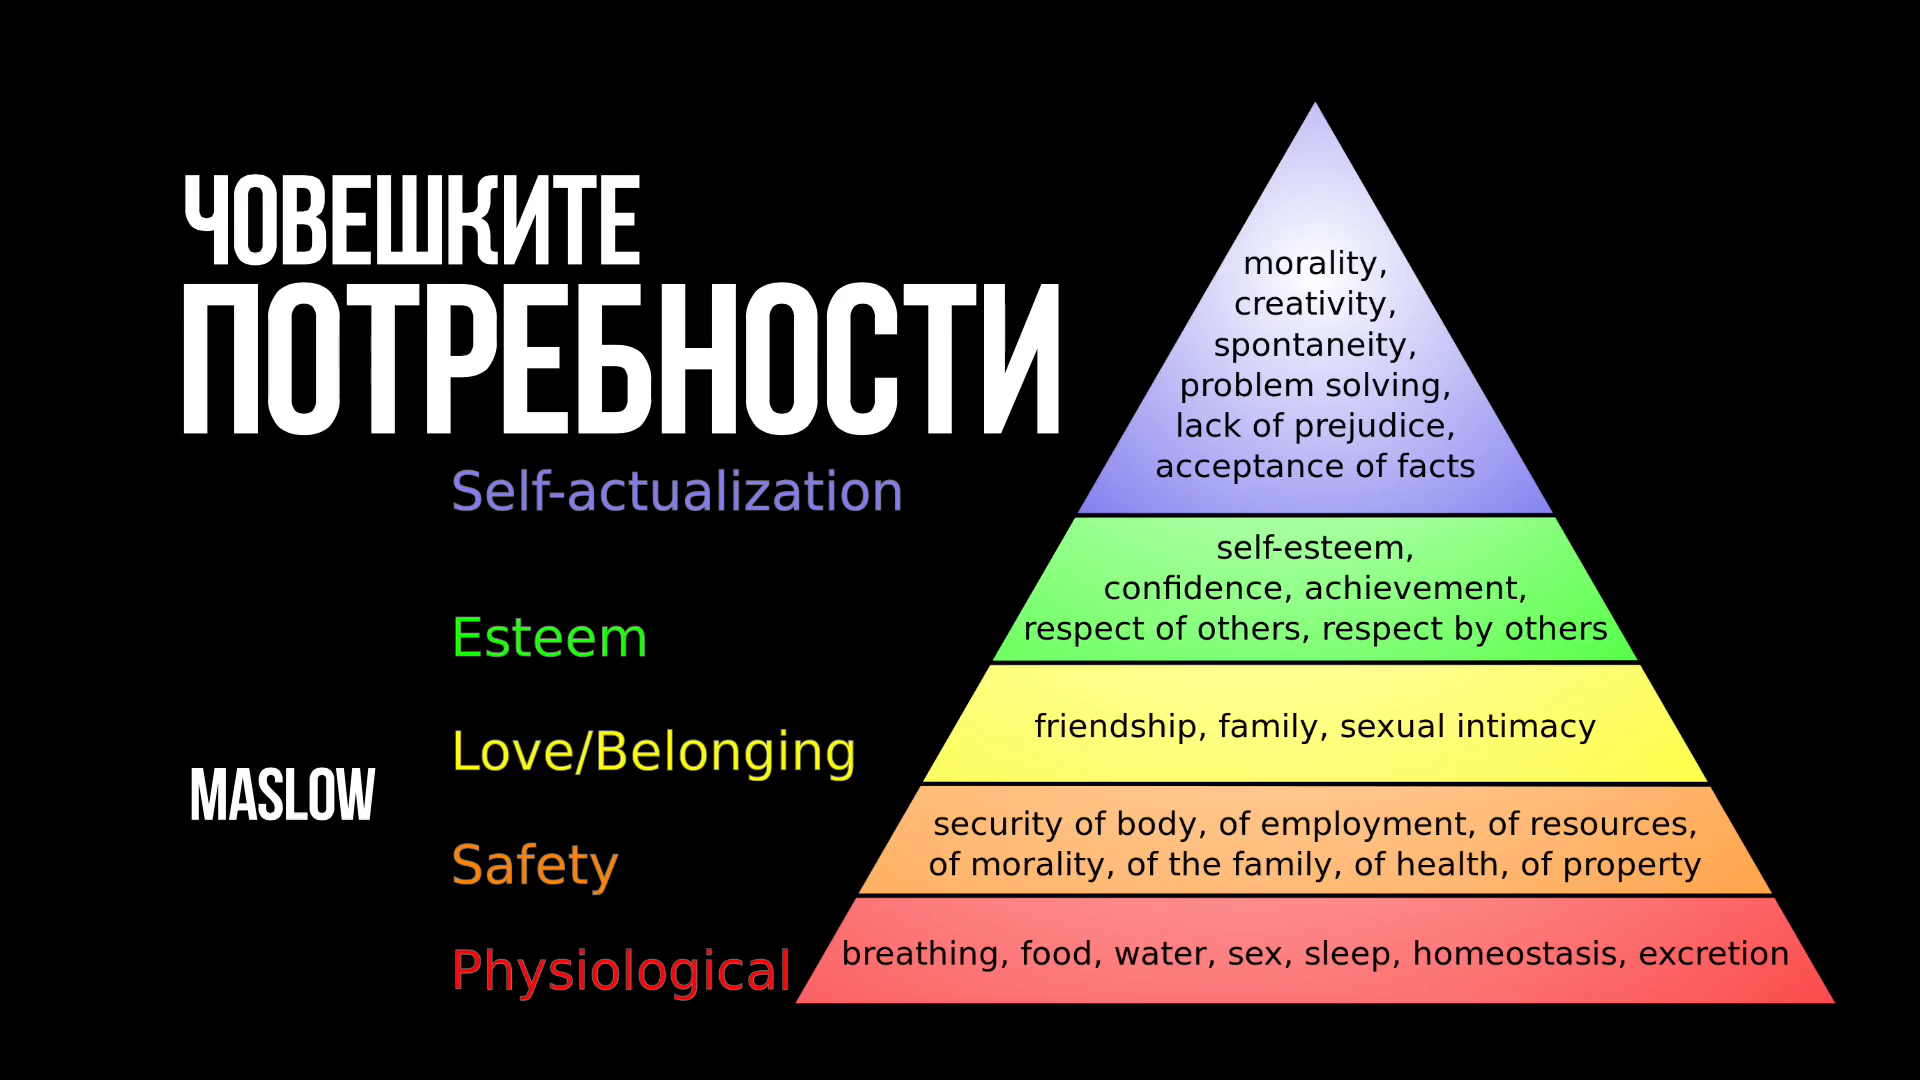 ЧОВЕШКИТЕ
ПОТРЕБНОСТИ
morality,
creativity,
spontaneity,
problem solving,
lack of prejudice,
acceptance of facts
Self-actualization
self-esteem,
confidence, achievement,
respect of others, respect by others
Esteem
friendship, family, sexual intimacy
Love/Belonging
MASLOW
security of body, of employment, of resources,
of morality, of the family, of health, of property
Safety
breathing, food, water, sex, sleep, homeostasis, excretion
Physiological